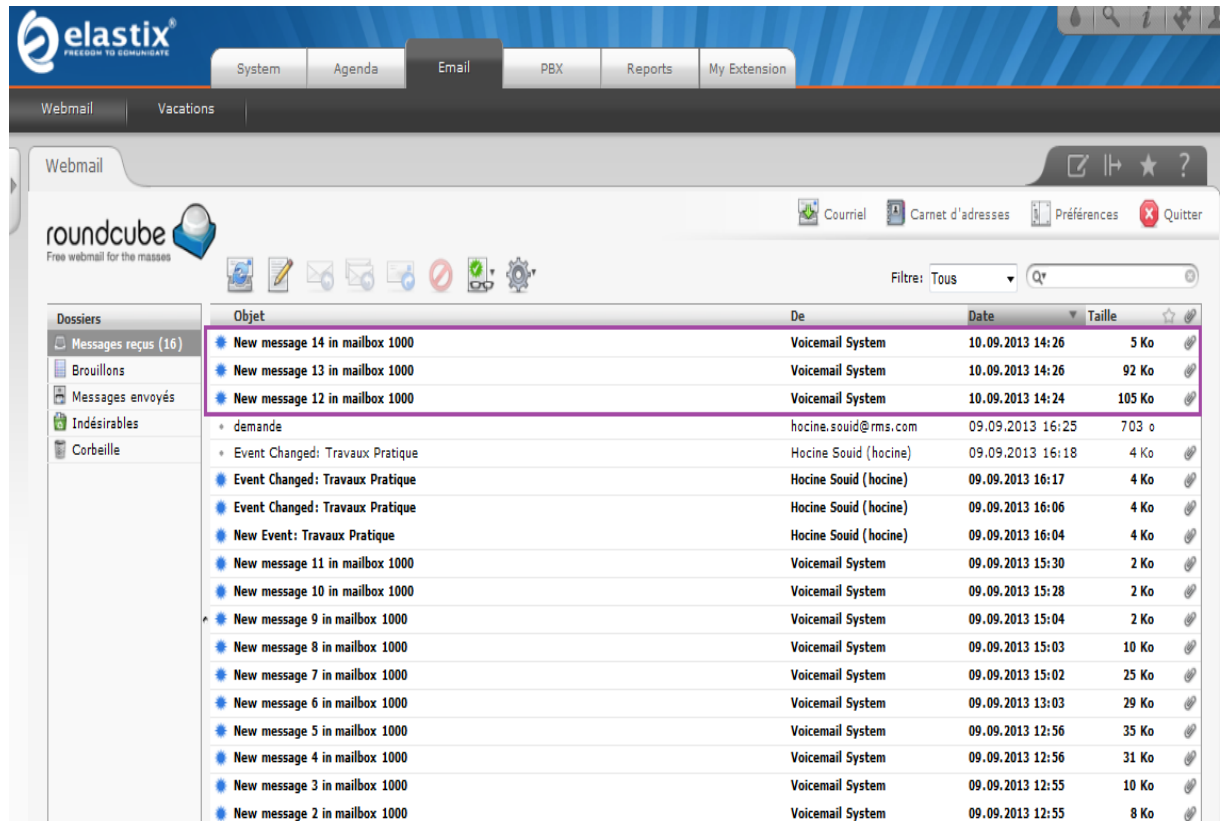 elastix®
FREEDOM TO COMUNICATE
System Agenda Email PBX Reports My Extension
Webmail Vacations
Webmail
roundcube
Free webmail for the masses
Courriel Carnet d'adresses Préférences Quitter
Filtre: Tous
Dossiers
Messages reçus (16)
Brouillons
Messages envoyés
Indésirables
Corbeille
Objet De Date Taille
New message 14 in mailbox 1000 Voicemail System 10.09.2013 14:26 5 Ko
New message 13 in mailbox 1000 Voicemail System 10.09.2013 14:26 92 Ko
New message 12 in mailbox 1000 Voicemail System 10.09.2013 14:24 105 Ko
demande hocine.souid@rms.com 09.09.2013 16:25 703 o
Event Changed: Travaux Pratique Hocine Souid (hocine) 09.09.2013 16:18 4 Ko
Event Changed: Travaux Pratique Hocine Souid (hocine) 09.09.2013 16:17 4 Ko
Event Changed: Travaux Pratique Hocine Souid (hocine) 09.09.2013 16:06 4 Ko
New Event: Travaux Pratique Hocine Souid (hocine) 09.09.2013 16:04 4 Ko
New message 11 in mailbox 1000 Voicemail System 09.09.2013 15:30 2 Ko
New message 10 in mailbox 1000 Voicemail System 09.09.2013 15:28 2 Ko
New message 9 in mailbox 1000 Voicemail System 09.09.2013 15:04 2 Ko
New message 8 in mailbox 1000 Voicemail System 09.09.2013 15:03 10 Ko
New message 7 in mailbox 1000 Voicemail System 09.09.2013 15:02 25 Ko
New message 6 in mailbox 1000 Voicemail System 09.09.2013 13:03 29 Ko
New message 5 in mailbox 1000 Voicemail System 09.09.2013 12:56 35 Ko
New message 4 in mailbox 1000 Voicemail System 09.09.2013 12:56 31 Ko
New message 3 in mailbox 1000 Voicemail System 09.09.2013 12:55 10 Ko
New message 2 in mailbox 1000 Voicemail System 09.09.2013 12:55 8 Ko